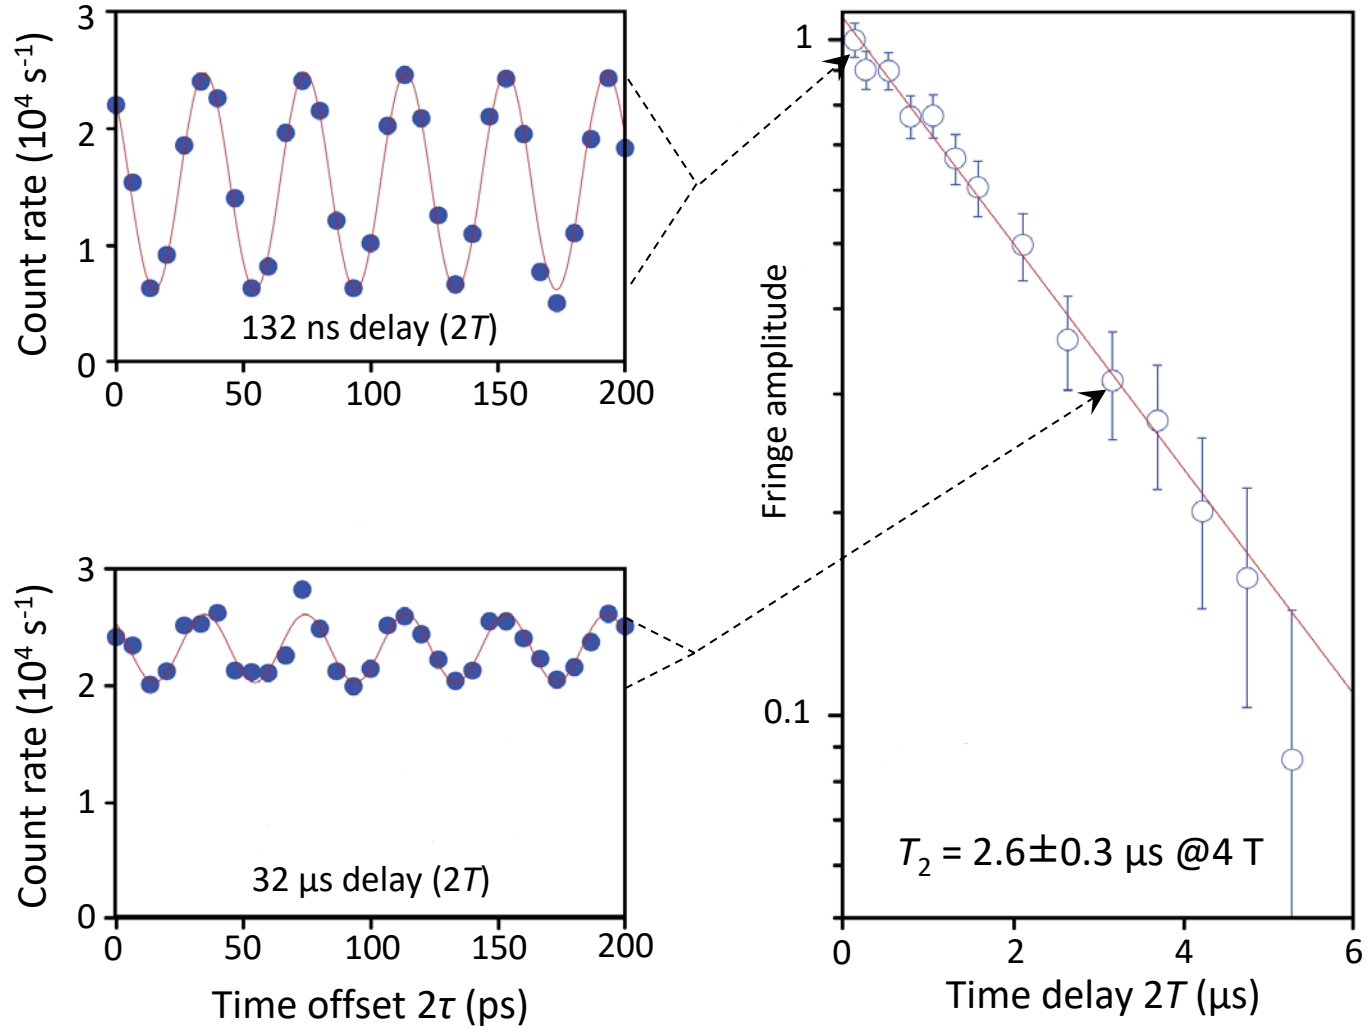 3
2
1
0
Count rate (10⁴ s⁻¹)
132 ns delay (2T)
0 50 100 150 200
3
2
1
0
Count rate (10⁴ s⁻¹)
32 µs delay (2T)
0 50 100 150 200
Time offset 2τ (ps)
1
0.1
Fringe amplitude
T₂ = 2.6±0.3 µs @4 T
0 2 4 6
Time delay 2T (µs)